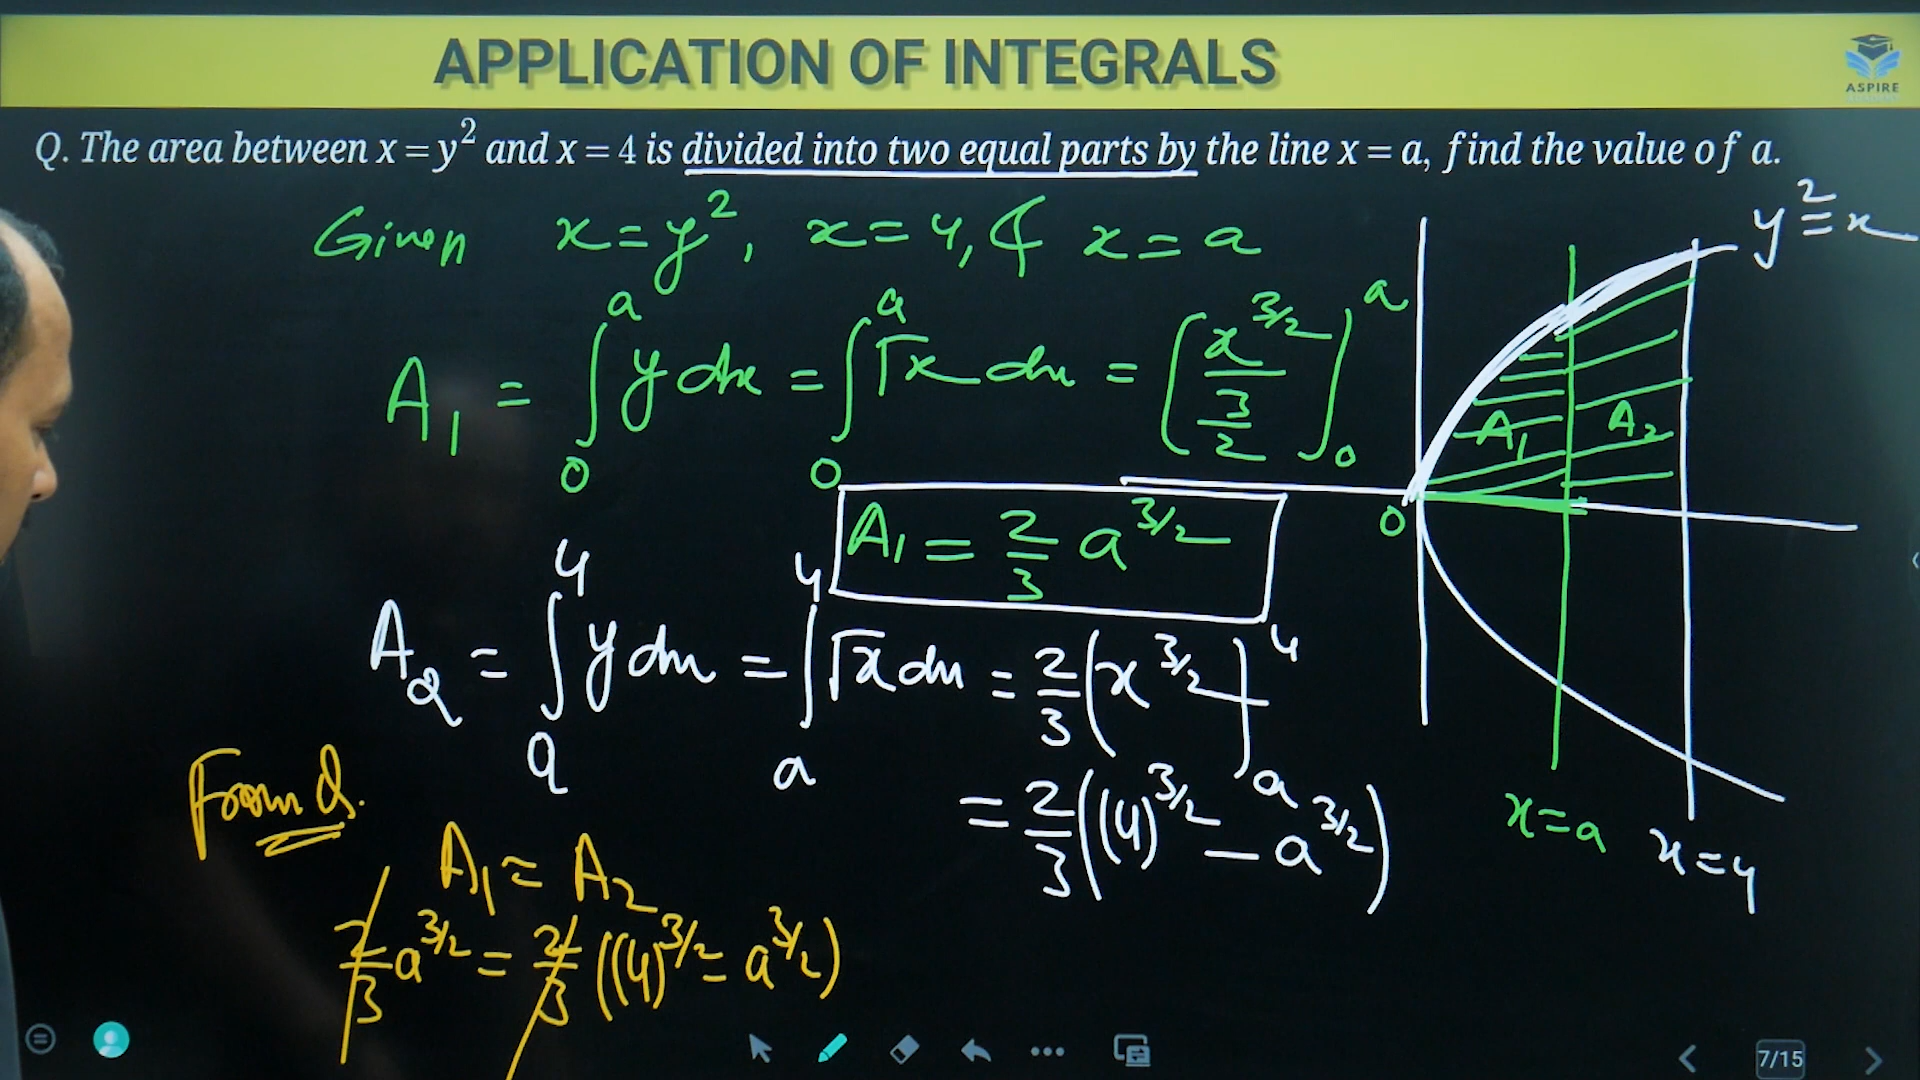 APPLICATION OF INTEGRALS
ASPIRE
Q. The area between x = y² and x = 4 is divided into two equal parts by the line x = a, find the value of a.
Given x = y², x = 4, & x = a
y² = x
A₁ = ∫₀ᵃ y dx = ∫₀ᵃ √x dx = [x^{3/2} / (3/2)]₀ᵃ
A₁ A₂
0
A₁ = 2/3 a^{3/2}
A₂ = ∫ₐ⁴ y dx = ∫ₐ⁴ √x dx = 2/3 [x^{3/2}]ₐ⁴
= 2/3 ((4)^{3/2} − a^{3/2})
x = a x = 4
From Q.
A₁ = A₂
2/3 a^{3/2} = 2/3 ((4)^{3/2} − a^{3/2})
7/15